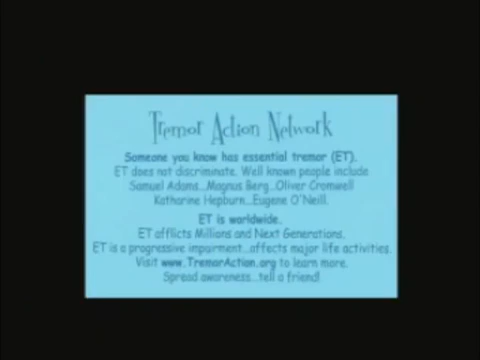 Tremor Action Network
Someone you know has essential tremor (ET).
ET does not discriminate. Well known people include
Samuel Adams...Magnus Berg...Oliver Cromwell
Katharine Hepburn...Eugene O'Neill.
ET is worldwide.
ET afflicts Millions and Next Generations.
ET is a progressive impairment...affects major life activities.
Visit www.TremorAction.org to learn more.
Spread awareness...tell a friend!